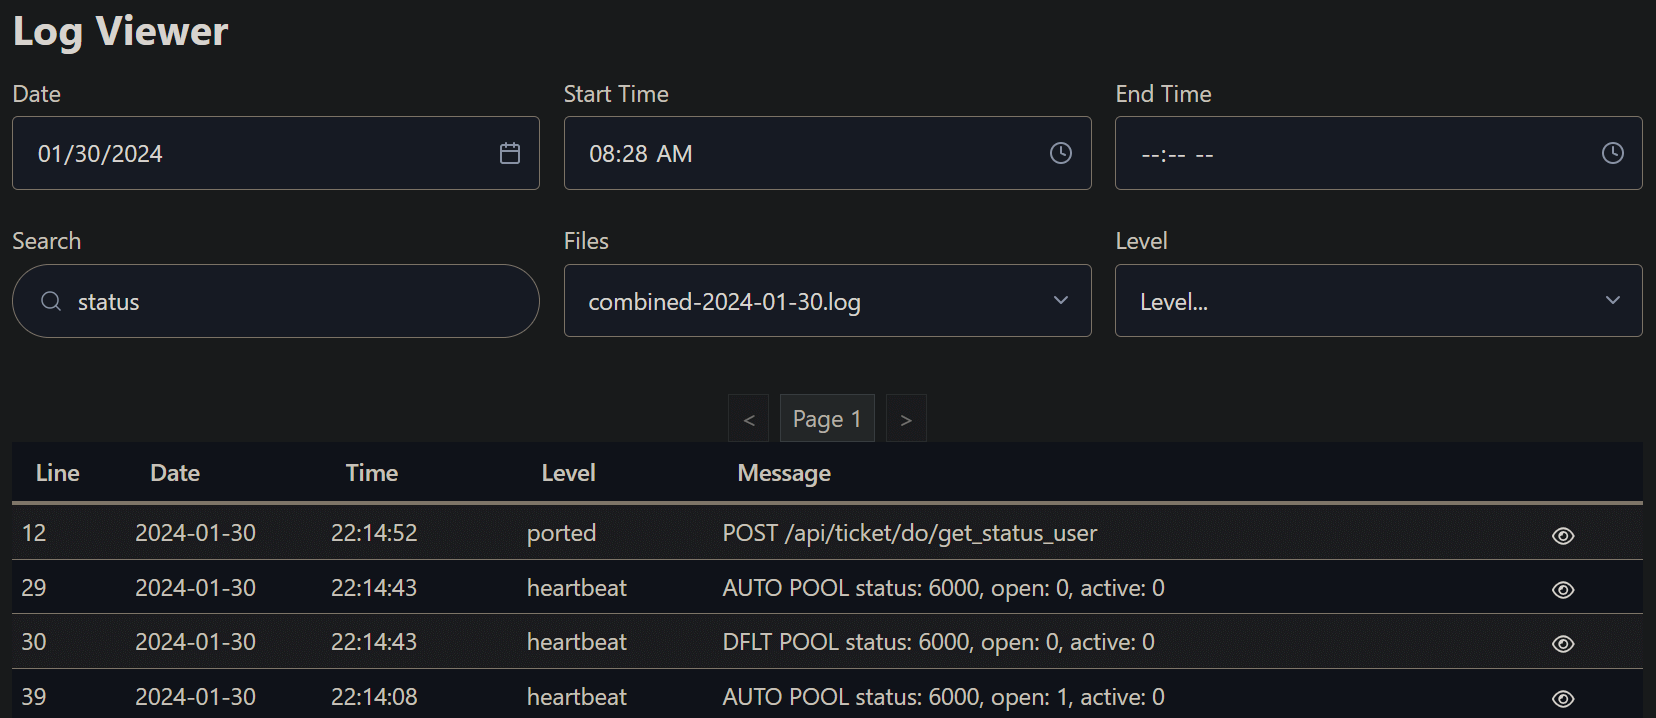 Log Viewer
Date Start Time End Time
01/30/2024 08:28 AM --:-- --
Search Files Level
status combined-2024-01-30.log Level...
< Page 1 >
Line Date Time Level Message
12 2024-01-30 22:14:52 ported POST /api/ticket/do/get_status_user
29 2024-01-30 22:14:43 heartbeat AUTO POOL status: 6000, open: 0, active: 0
30 2024-01-30 22:14:43 heartbeat DFLT POOL status: 6000, open: 0, active: 0
39 2024-01-30 22:14:08 heartbeat AUTO POOL status: 6000, open: 1, active: 0